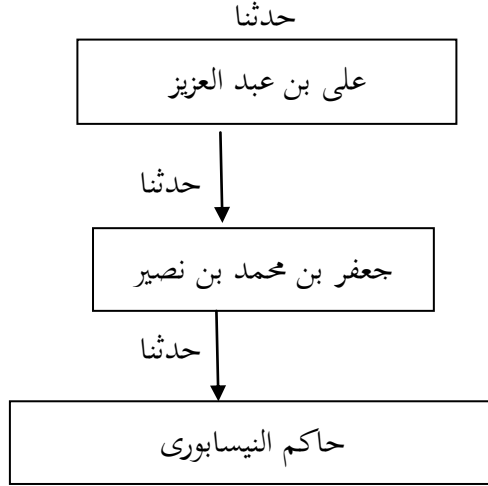 حدثنا
على بن عبد العزيز
حدثنا
جعفر بن محمد بن نصير
حدثنا
حاكم النيسابورى